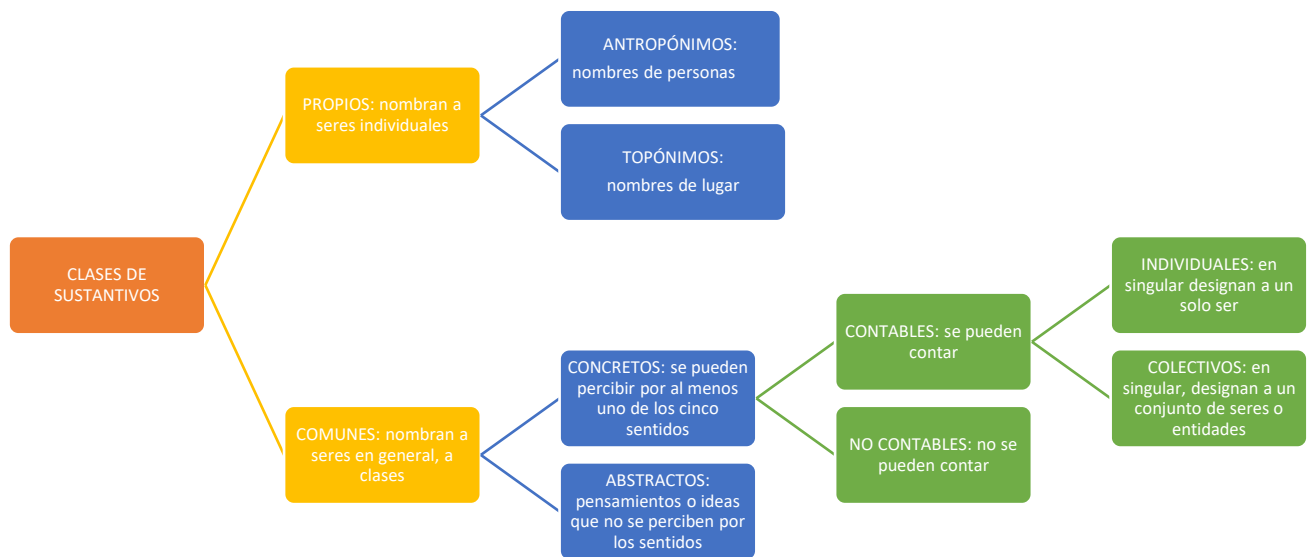 CLASES DE
SUSTANTIVOS
PROPIOS: nombran a
seres individuales
ANTROPÓNIMOS:
nombres de personas
TOPÓNIMOS:
nombres de lugar
COMUNES: nombran a
seres en general, a
clases
CONCRETOS: se pueden
percibir por al menos
uno de los cinco
sentidos
CONTABLES: se pueden
contar
INDIVIDUALES: en
singular designan a un
solo ser
COLECTIVOS: en
singular, designan a un
conjunto de seres o
entidades
NO CONTABLES: no se
pueden contar
ABSTRACTOS:
pensamientos o ideas
que no se perciben por
los sentidos